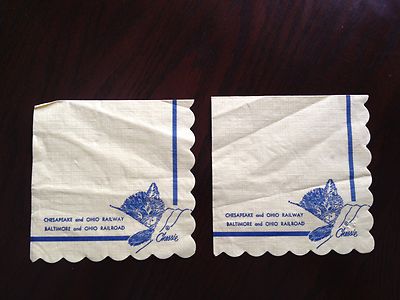 CHESAPEAKE and OHIO RAILWAY
BALTIMORE and OHIO RAILROAD
© Chessie
CHESAPEAKE and OHIO RAILWAY
BALTIMORE and OHIO RAILROAD
© Chessie